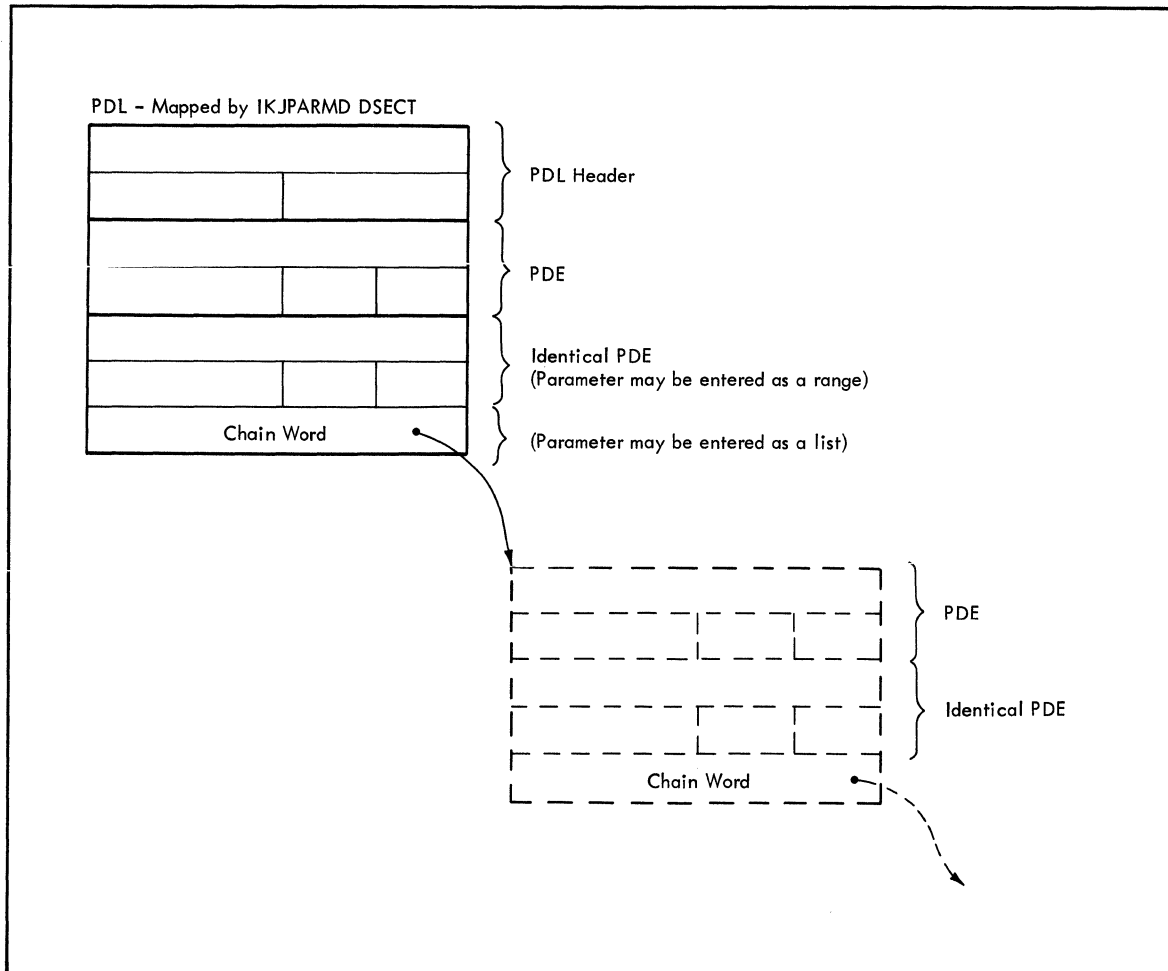 PDL - Mapped by IKJPARMD DSECT
PDL Header
PDE
Identical PDE
(Parameter may be entered as a range)
Chain Word
(Parameter may be entered as a list)
PDE
Identical PDE
Chain Word